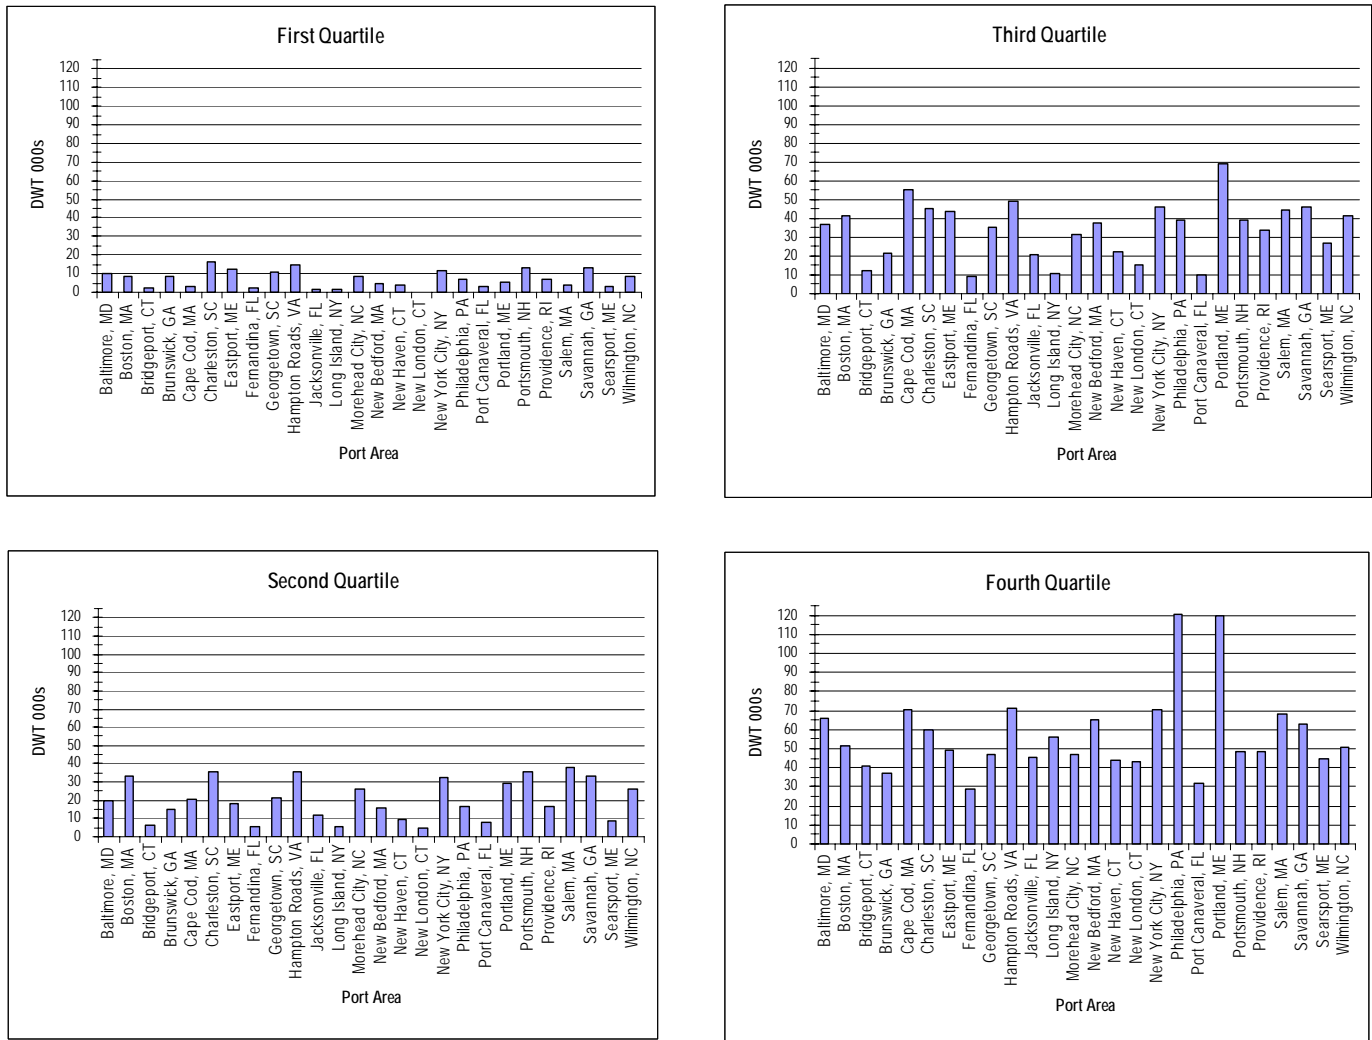 First Quartile
120
110
100
90
80
70
60
50
40
30
20
10
0
DWT 000s
Baltimore, MD
Boston, MA
Bridgeport, CT
Brunswick, GA
Cape Cod, MA
Charleston, SC
Eastport, ME
Fernandina, FL
Georgetown, SC
Hampton Roads, VA
Jacksonville, FL
Long Island, NY
Morehead City, NC
New Bedford, MA
New Haven, CT
New London, CT
New York City, NY
Philadelphia, PA
Port Canaveral, FL
Portland, ME
Portsmouth, NH
Providence, RI
Salem, MA
Savannah, GA
Searsport, ME
Wilmington, NC
Port Area
Third Quartile
120
110
100
90
80
70
60
50
40
30
20
10
0
DWT 000s
Baltimore, MD
Boston, MA
Bridgeport, CT
Brunswick, GA
Cape Cod, MA
Charleston, SC
Eastport, ME
Fernandina, FL
Georgetown, SC
Hampton Roads, VA
Jacksonville, FL
Long Island, NY
Morehead City, NC
New Bedford, MA
New Haven, CT
New London, CT
New York City, NY
Philadelphia, PA
Port Canaveral, FL
Portland, ME
Portsmouth, NH
Providence, RI
Salem, MA
Savannah, GA
Searsport, ME
Wilmington, NC
Port Area
Second Quartile
120
110
100
90
80
70
60
50
40
30
20
10
0
DWT 000s
Baltimore, MD
Boston, MA
Bridgeport, CT
Brunswick, GA
Cape Cod, MA
Charleston, SC
Eastport, ME
Fernandina, FL
Georgetown, SC
Hampton Roads, VA
Jacksonville, FL
Long Island, NY
Morehead City, NC
New Bedford, MA
New Haven, CT
New London, CT
New York City, NY
Philadelphia, PA
Port Canaveral, FL
Portland, ME
Portsmouth, NH
Providence, RI
Salem, MA
Savannah, GA
Searsport, ME
Wilmington, NC
Port Area
Fourth Quartile
120
110
100
90
80
70
60
50
40
30
20
10
0
DWT 000s
Baltimore, MD
Boston, MA
Bridgeport, CT
Brunswick, GA
Cape Cod, MA
Charleston, SC
Eastport, ME
Fernandina, FL
Georgetown, SC
Hampton Roads, VA
Jacksonville, FL
Long Island, NY
Morehead City, NC
New Bedford, MA
New Haven, CT
New London, CT
New York City, NY
Philadelphia, PA
Port Canaveral, FL
Portland, ME
Portsmouth, NH
Providence, RI
Salem, MA
Savannah, GA
Searsport, ME
Wilmington, NC
Port Area